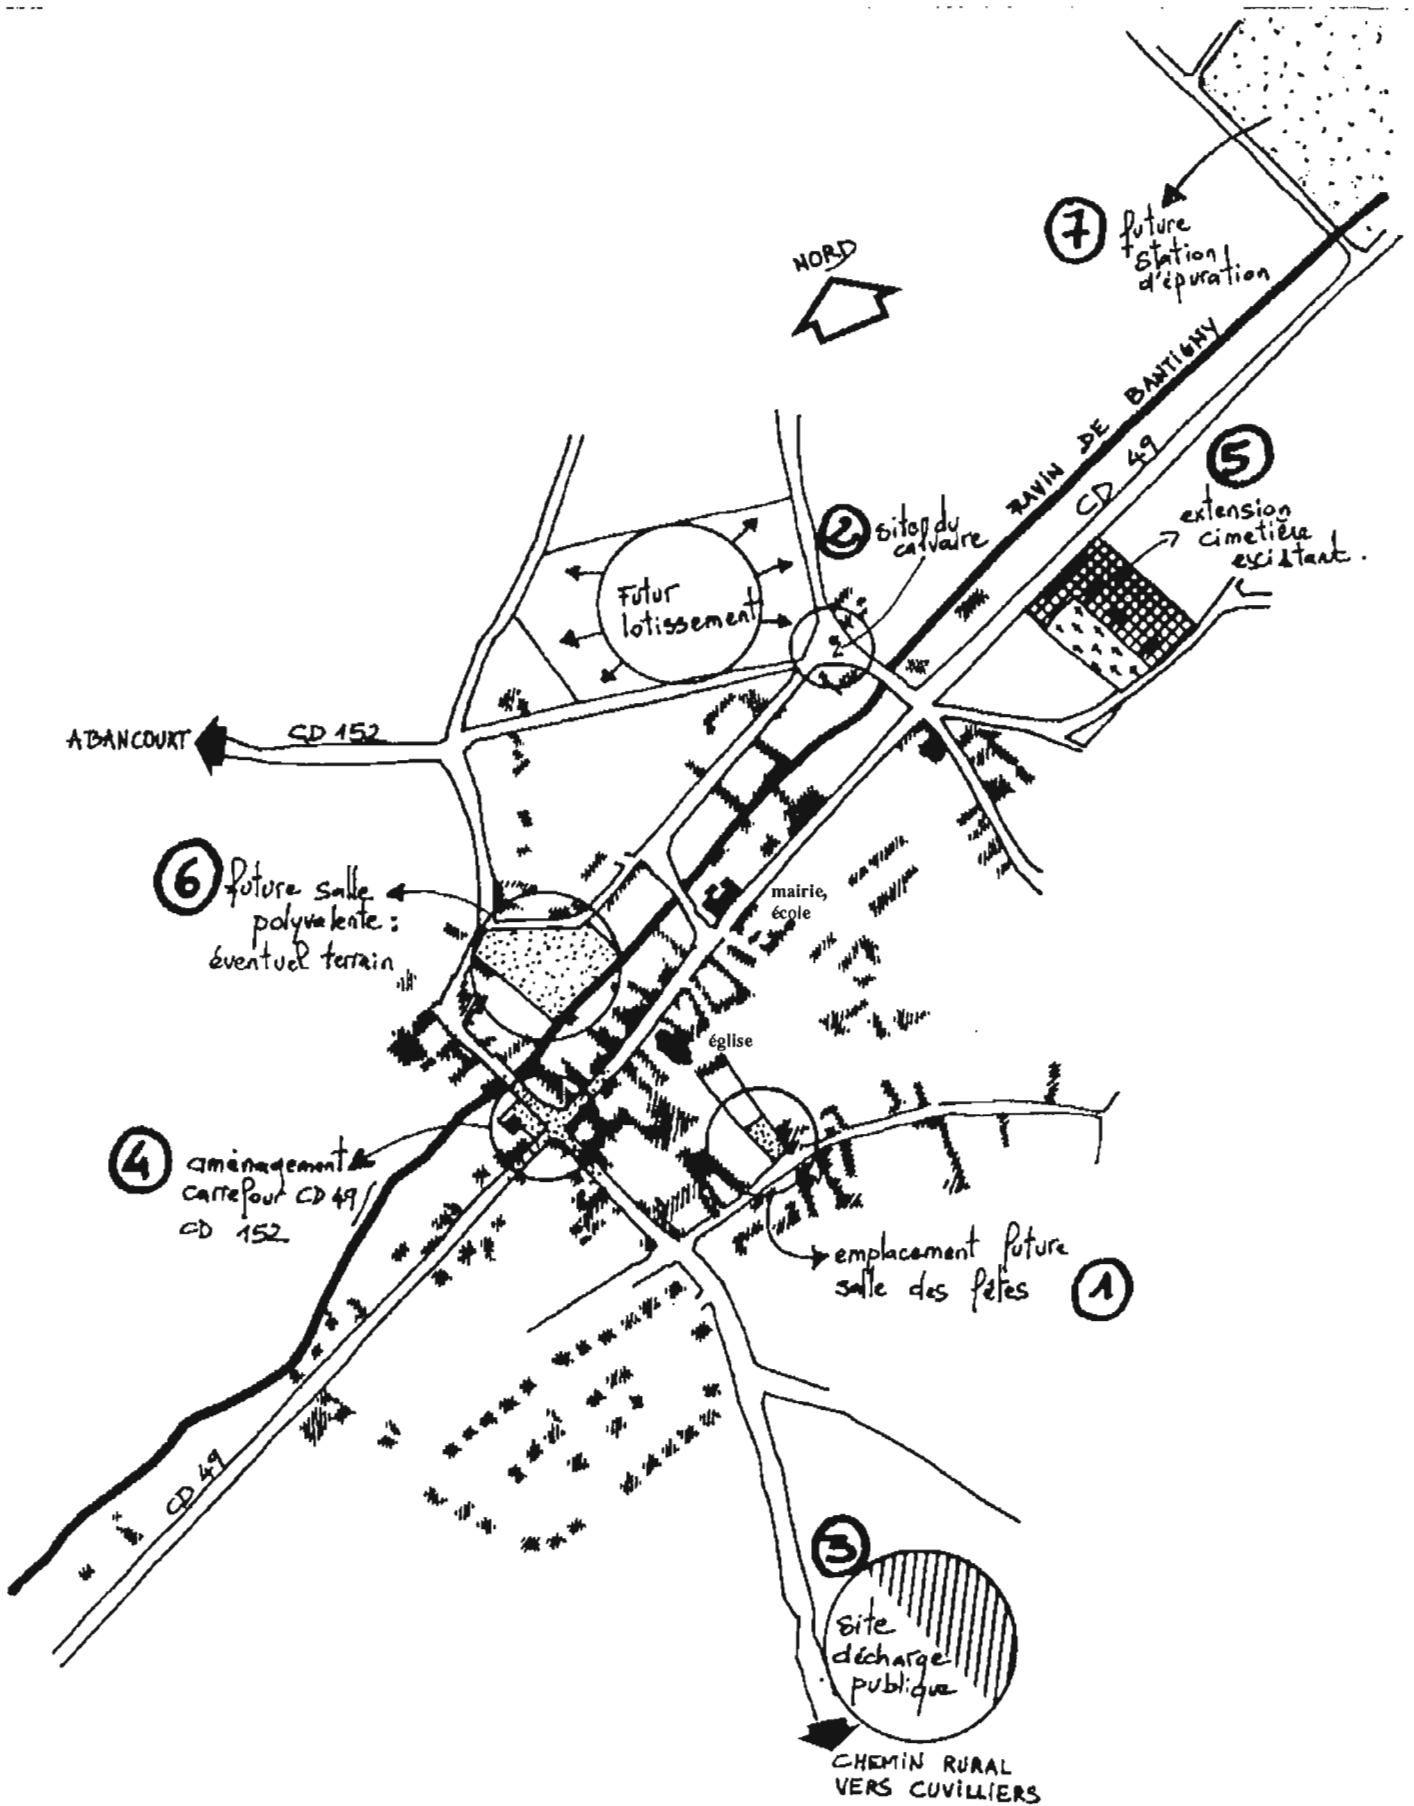 NORD
7
future
station
d'épuration
RAVIN DE BANTIGNY
CD 49
5
extension
cimetière
existant.
2
site du
calvaire
Futur
lotissement
ABANCOURT
CD 152
6
future salle
polyvalente :
éventuel terrain
mairie,
école
église
4
aménagement
carrefour CD 49/
CD 152
emplacement future
salle des fêtes
1
CD 49
3
site
décharge
publique
CHEMIN RURAL
VERS CUVILLIERS